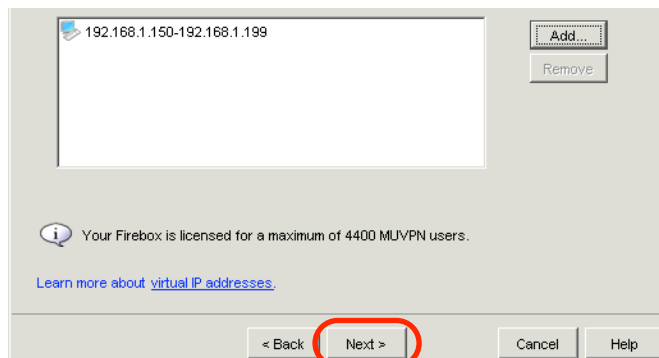 192.168.1.150-192.168.1.199
Add...
Remove
Your Firebox is licensed for a maximum of 4400 MUVPN users.
Learn more about virtual IP addresses.
< Back
Next >
Cancel
Help